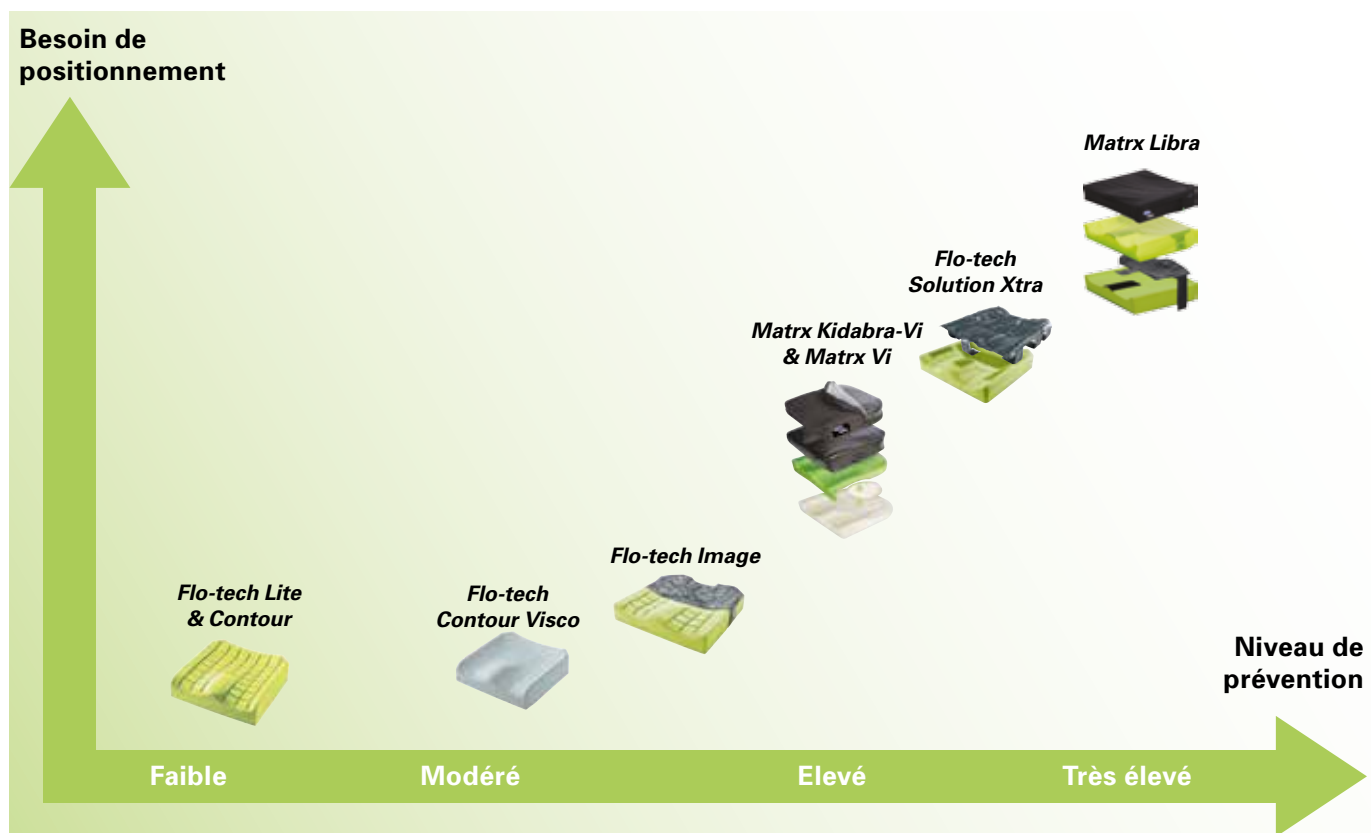 Besoin de
positionnement
Matrx Libra
Flo-tech
Solution Xtra
Matrx Kidabra-Vi
& Matrx Vi
Flo-tech Image
Flo-tech Lite
& Contour
Flo-tech
Contour Visco
Niveau de
prévention
Faible
Modéré
Elevé
Très élevé